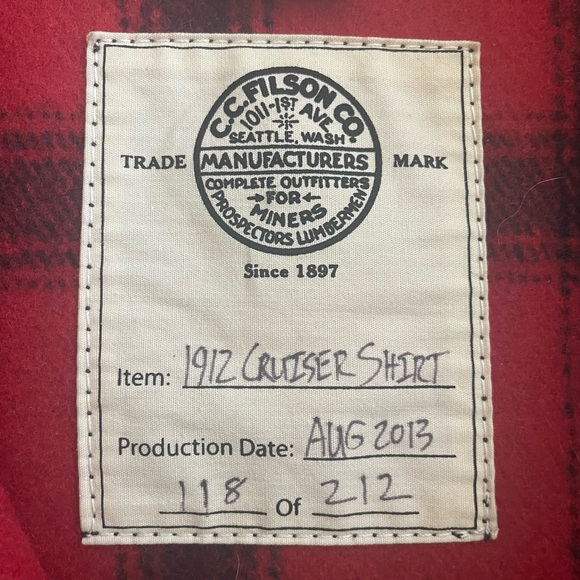 C.C. FILSON CO.
1011-1ST AVE
SEATTLE, WASH
TRADE MANUFACTURERS MARK
COMPLETE OUTFITTERS
FOR
MINERS
PROSPECTORS LUMBERMEN
Since 1897
Item: 1912 CRUISER SHIRT
Production Date: AUG 2013
118 Of 212